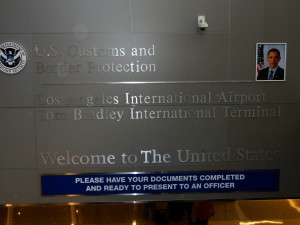 U.S. Customs and
Border Protection
Los Angeles International Airport
Tom Bradley International Terminal
Welcome to The United States
PLEASE HAVE YOUR DOCUMENTS COMPLETED
AND READY TO PRESENT TO AN OFFICER